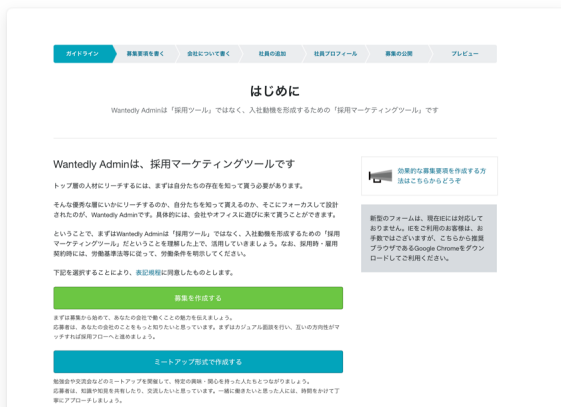 ガイドライン
募集要項を書く
会社について書く
社員の追加
社員プロフィール
募集の公開
プレビュー
はじめに
Wantedly Adminは「採用ツール」ではなく、入社動機を形成するための「採用マーケティングツール」です
Wantedly Adminは、採用マーケティングツールです
トップ層の人材にリーチするには、まずは自分たちの存在を知って貰う必要があります。
そんな優秀な層にいかにリーチするのか、自分たちを知って貰えるのか、そこにフォーカスして設計
されたのが、Wantedly Adminです。具体的には、会社やオフィスに遊びに来て貰うことができます。
ということで、まずはWantedly Adminは「採用ツール」ではなく、入社動機を形成するための「採用
マーケティングツール」だということを理解した上で、活用していきましょう。なお、採用時・雇用
契約時には、労働基準法等に従って、労働条件を明示してください。
下記を選択することにより、表記規程に同意したものとします。
募集を作成する
まずは募集から始めて、あなたの会社で働くことの魅力を伝えましょう。
応募者は、あなたの会社のことをもっと知りたいと思っています。まずはカジュアル面談を行い、互いの方向性がマ
ッチすれば採用フローへと進めましょう。
ミートアップ形式で作成する
勉強会や交流会などのミートアップを開催して、特定の興味・関心を持った人たちとつながりましょう。
応募者は、知識や知見を共有したり、交流したいと思っています。一緒に働きたいと思った人には、時間をかけて丁
寧にアプローチしましょう。
効果的な募集要項を作成する方
法はこちらからどうぞ
新型のフォームは、現在IEには対応して
おりません。IEをご利用のお客様は、お
手数ではございますが、こちらから推奨
ブラウザであるGoogle Chromeをダウン
ロードしてご利用ください。